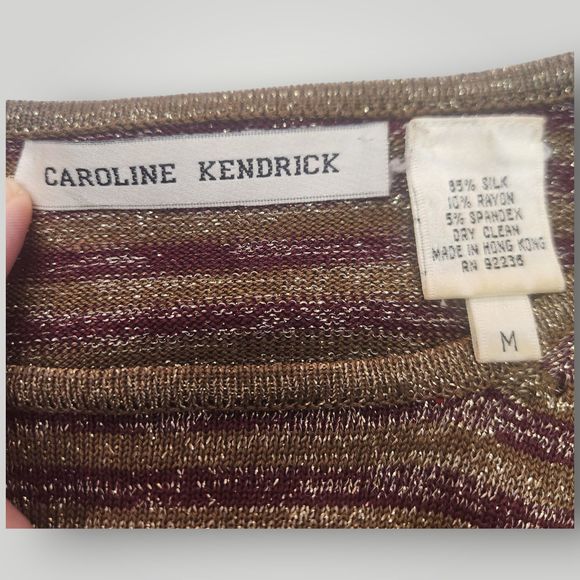 CAROLINE KENDRICK
85% SILK
10% RAYON
5% SPANDEX
DRY CLEAN
MADE IN HONG KONG
RN 92236
M